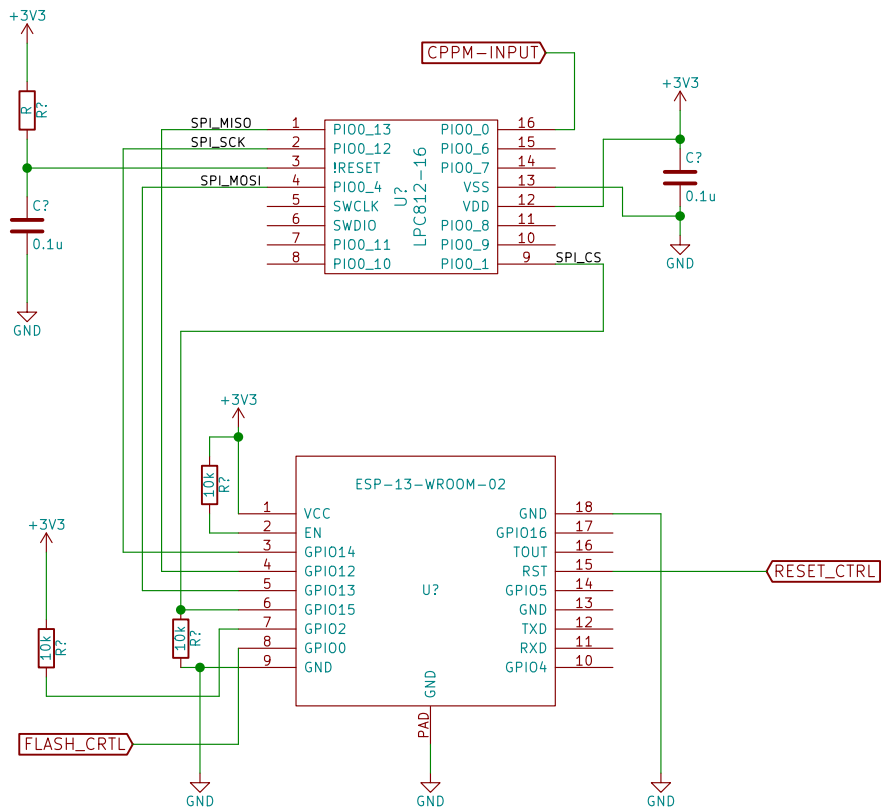 +3V3
R
R?
C?
0.1u
GND
CPPM-INPUT
+3V3
C?
0.1u
GND
SPI_MISO
SPI_SCK
SPI_MOSI
1 PIO0_13 PIO0_0 16
2 PIO0_12 PIO0_6 15
3 !RESET PIO0_7 14
4 PIO0_4 VSS 13
5 SWCLK VDD 12
6 SWDIO PIO0_8 11
7 PIO0_11 PIO0_9 10
8 PIO0_10 PIO0_1 9
U?
LPC812-16
SPI_CS
+3V3
10k
R?
+3V3
10k
R?
10k
R?
ESP-13-WROOM-02
1 VCC GND 18
2 EN GPIO16 17
3 GPIO14 TOUT 16
4 GPIO12 RST 15
5 GPIO13 U? GPIO5 14
6 GPIO15 GND 13
7 GPIO2 TXD 12
8 GPIO0 RXD 11
9 GND GPIO4 10
GND
PAD
RESET_CTRL
FLASH_CRTL
GND
GND
GND